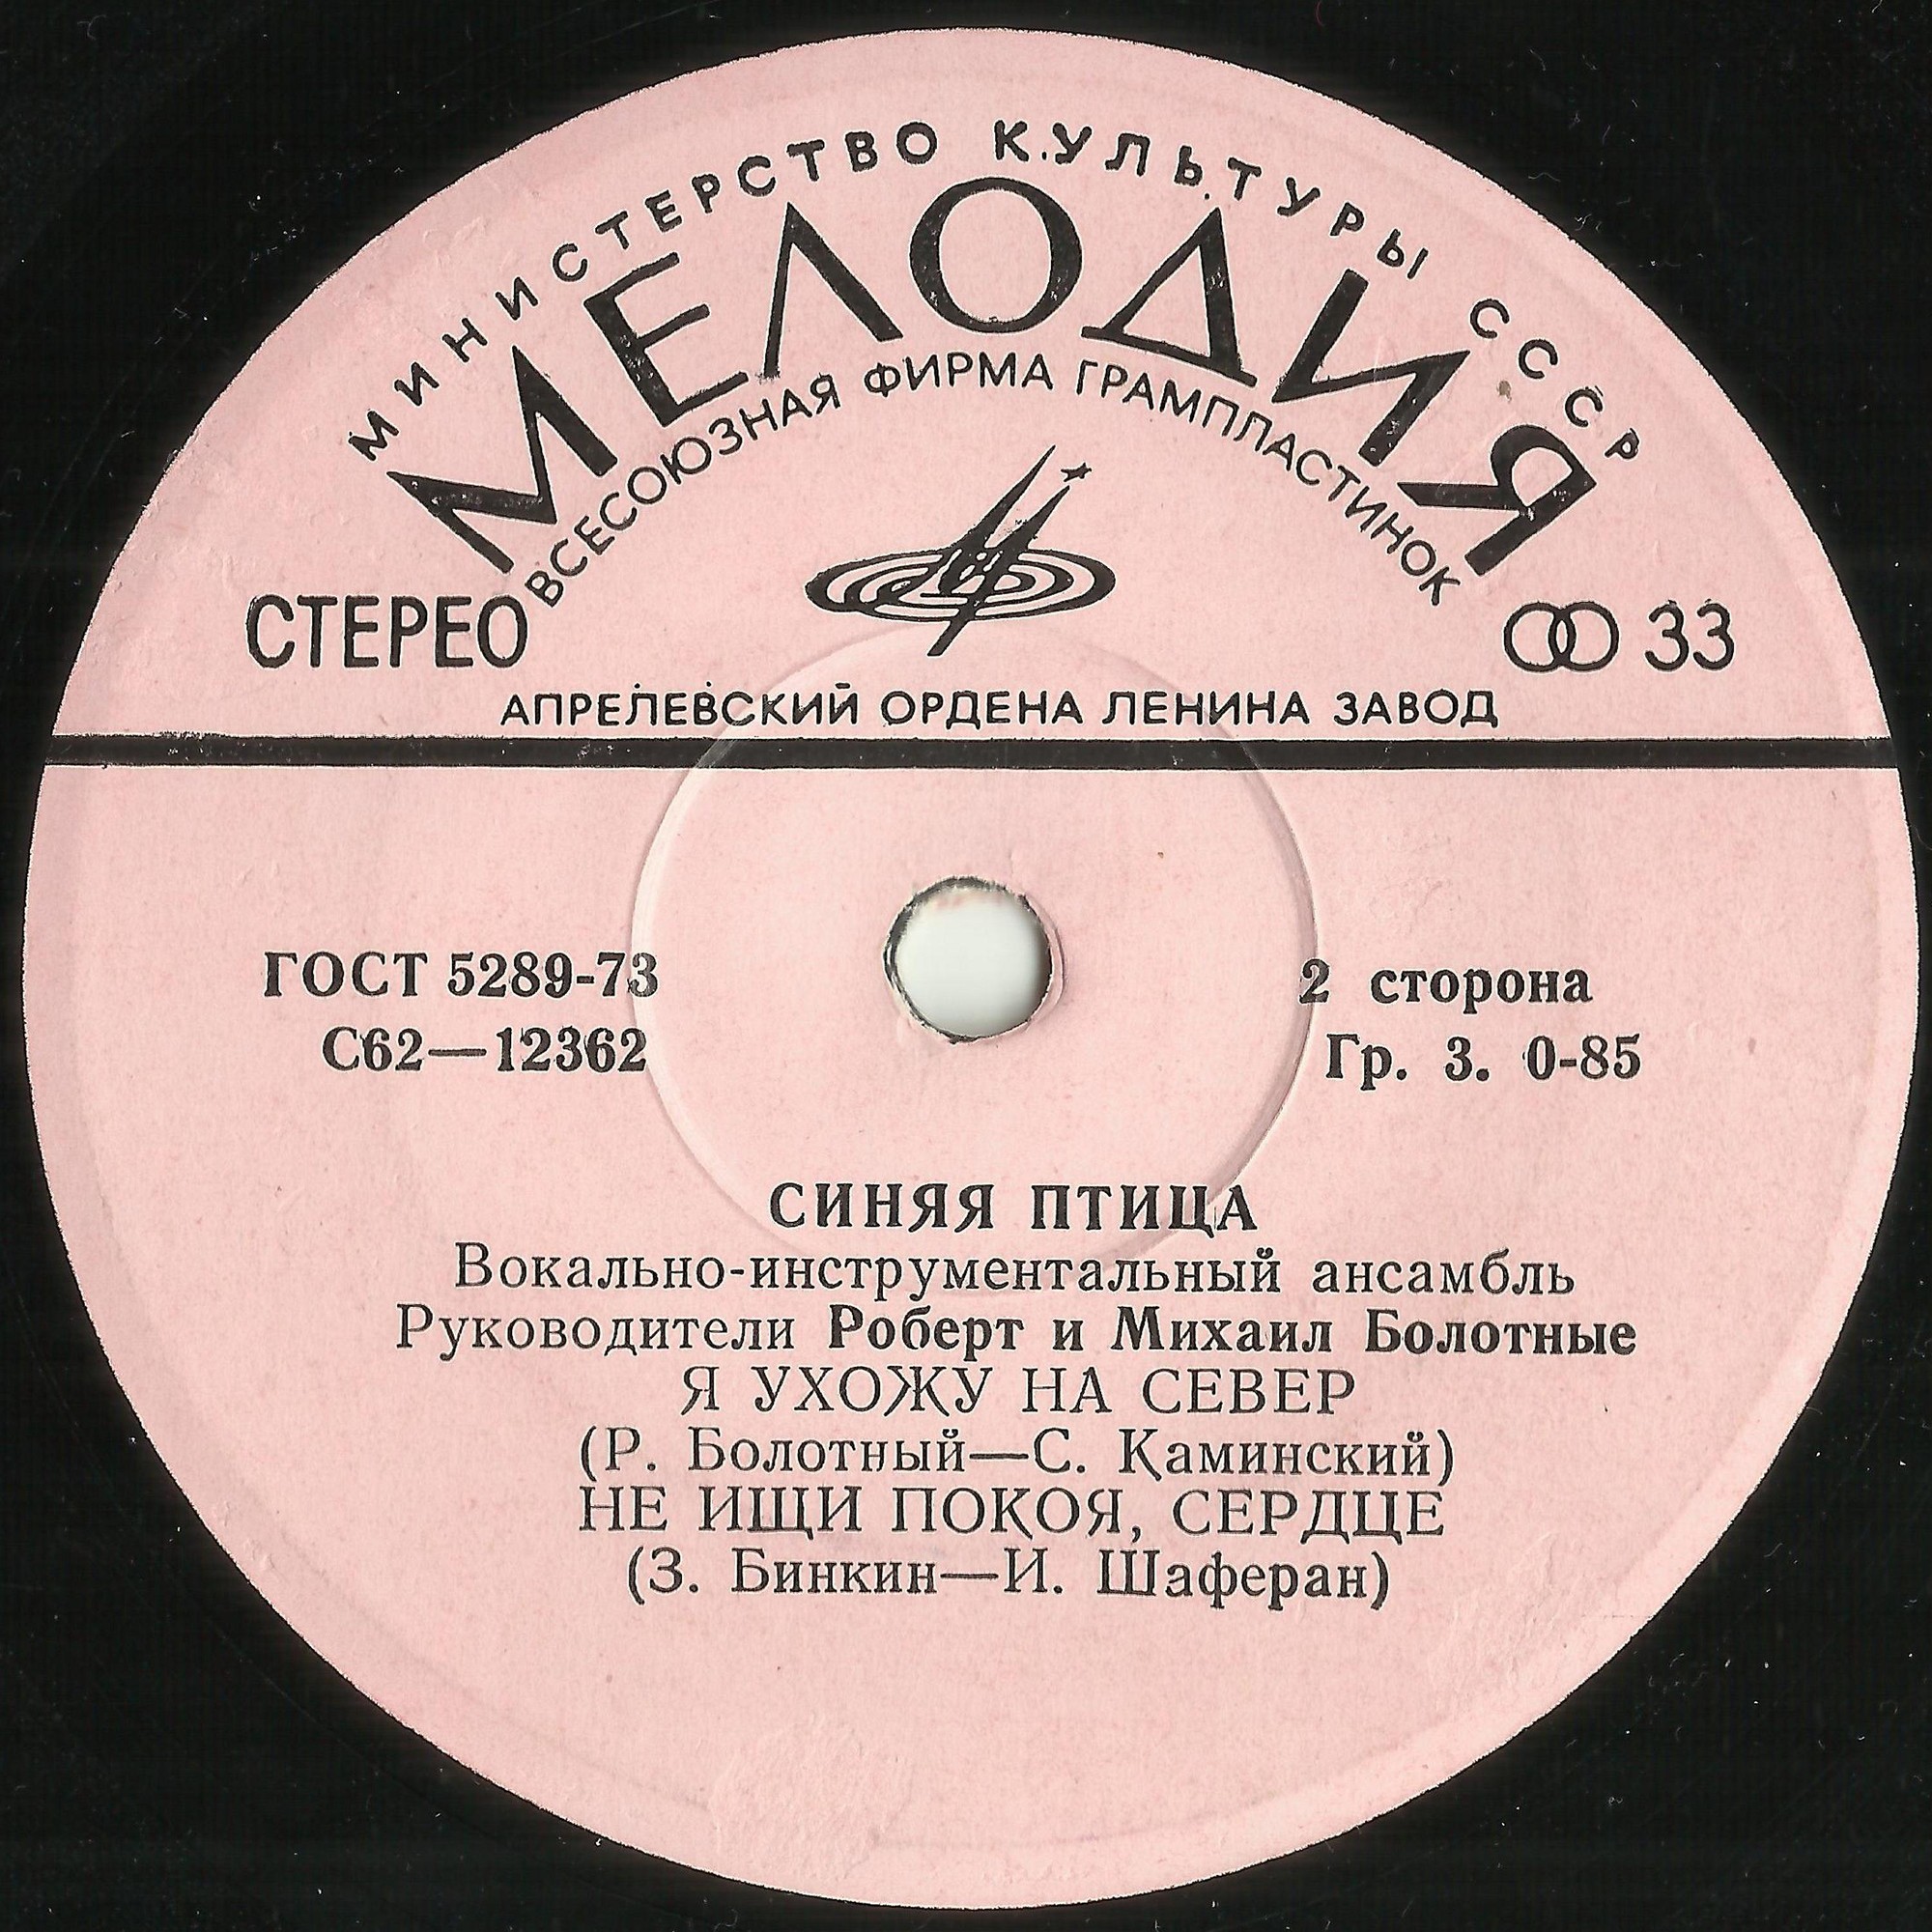 МИНИСТЕРСТВО КУЛЬТУРЫ СССР
МЕЛОДИЯ
ВСЕСОЮЗНАЯ ФИРМА ГРАМПЛАСТИНОК
СТЕРЕО
33
АПРЕЛЕВСКИЙ ОРДЕНА ЛЕНИНА ЗАВОД
ГОСТ 5289-73
С62—12362
2 сторона
Гр. 3. 0-85
СИНЯЯ ПТИЦА
Вокально-инструментальный ансамбль
Руководители Роберт и Михаил Болотные
Я УХОЖУ НА СЕВЕР
(Р. Болотный—С. Каминский)
НЕ ИЩИ ПОКОЯ, СЕРДЦЕ
(З. Бинкин—И. Шаферан)